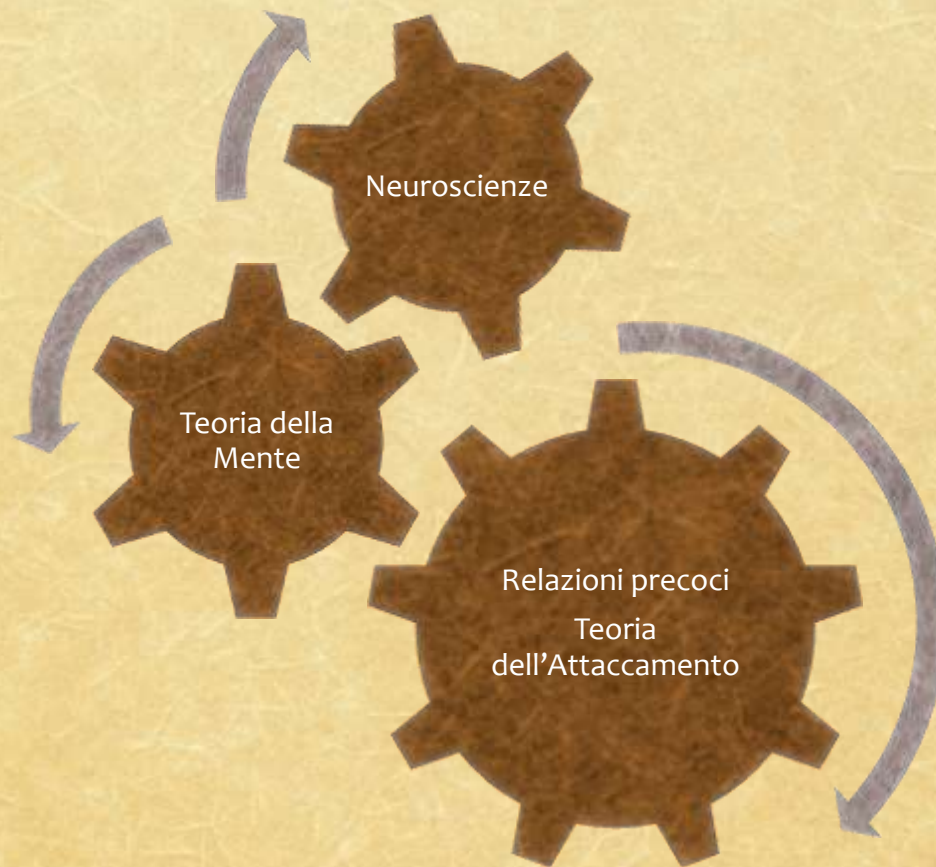 Neuroscienze
Teoria della
Mente
Relazioni precoci
Teoria
dell’Attaccamento